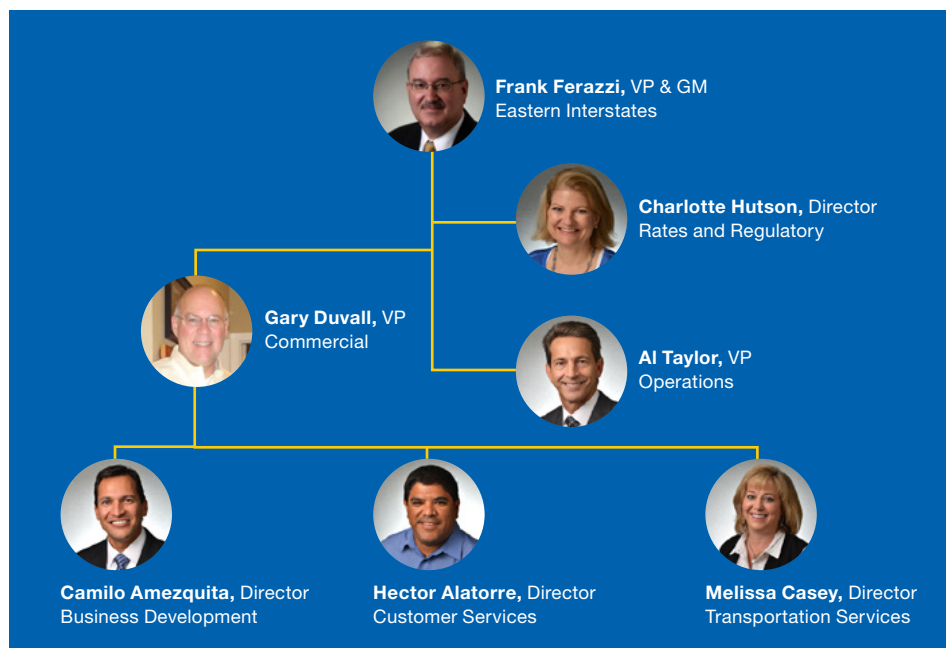 Frank Ferazzi, VP & GM
Eastern Interstates
Charlotte Hutson, Director
Rates and Regulatory
Gary Duvall, VP
Commercial
Al Taylor, VP
Operations
Camilo Amezquita, Director
Business Development
Hector Alatorre, Director
Customer Services
Melissa Casey, Director
Transportation Services